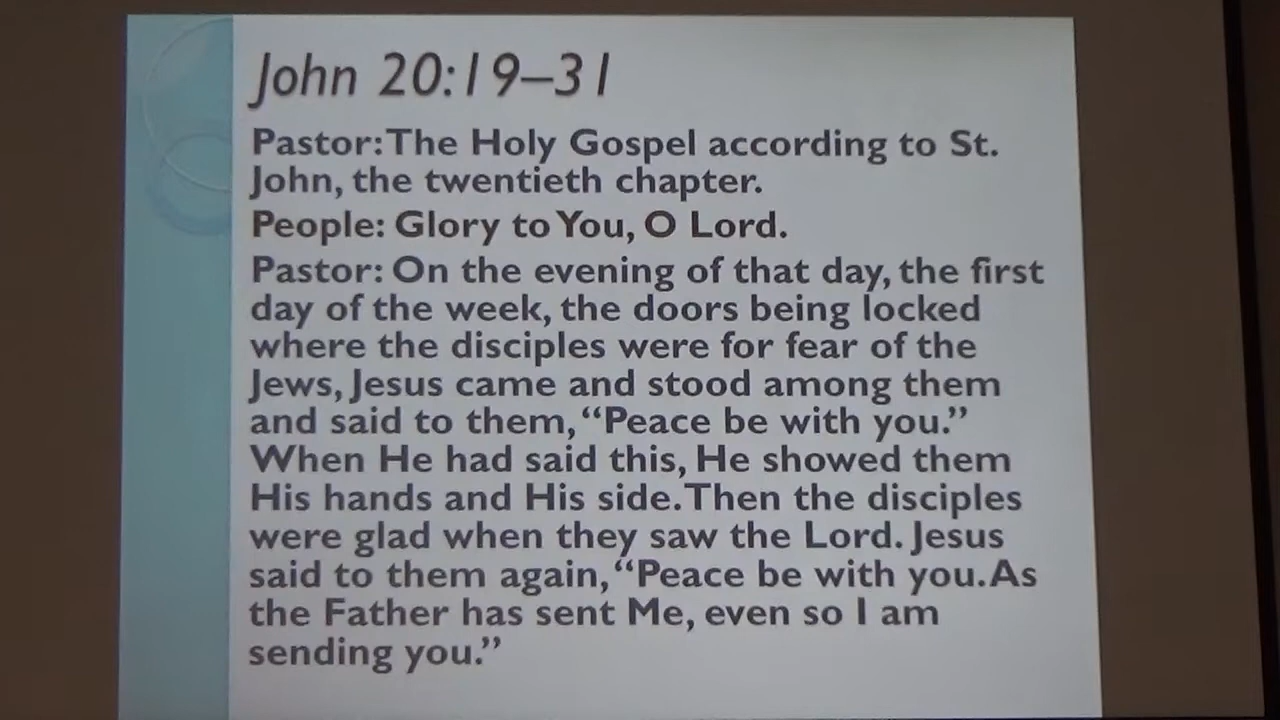 John 20:19–31
Pastor: The Holy Gospel according to St.
John, the twentieth chapter.
People: Glory to You, O Lord.
Pastor: On the evening of that day, the first
day of the week, the doors being locked
where the disciples were for fear of the
Jews, Jesus came and stood among them
and said to them, “Peace be with you.”
When He had said this, He showed them
His hands and His side. Then the disciples
were glad when they saw the Lord. Jesus
said to them again, “Peace be with you. As
the Father has sent Me, even so I am
sending you.”